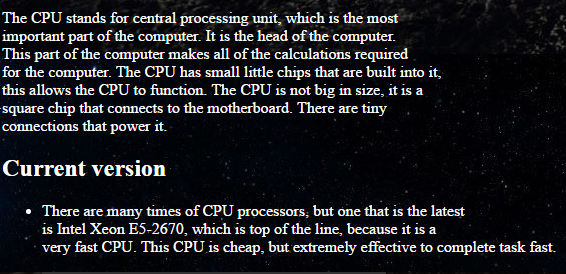 The CPU stands for central processing unit, which is the most
important part of the computer. It is the head of the computer.
This part of the computer makes all of the calculations required
for the computer. The CPU has small little chips that are built into it,
this allows the CPU to function. The CPU is not big in size, it is a
square chip that connects to the motherboard. There are tiny
connections that power it.
Current version
• There are many times of CPU processors, but one that is the latest
is Intel Xeon E5-2670, which is top of the line, because it is a
very fast CPU. This CPU is cheap, but extremely effective to complete task fast.